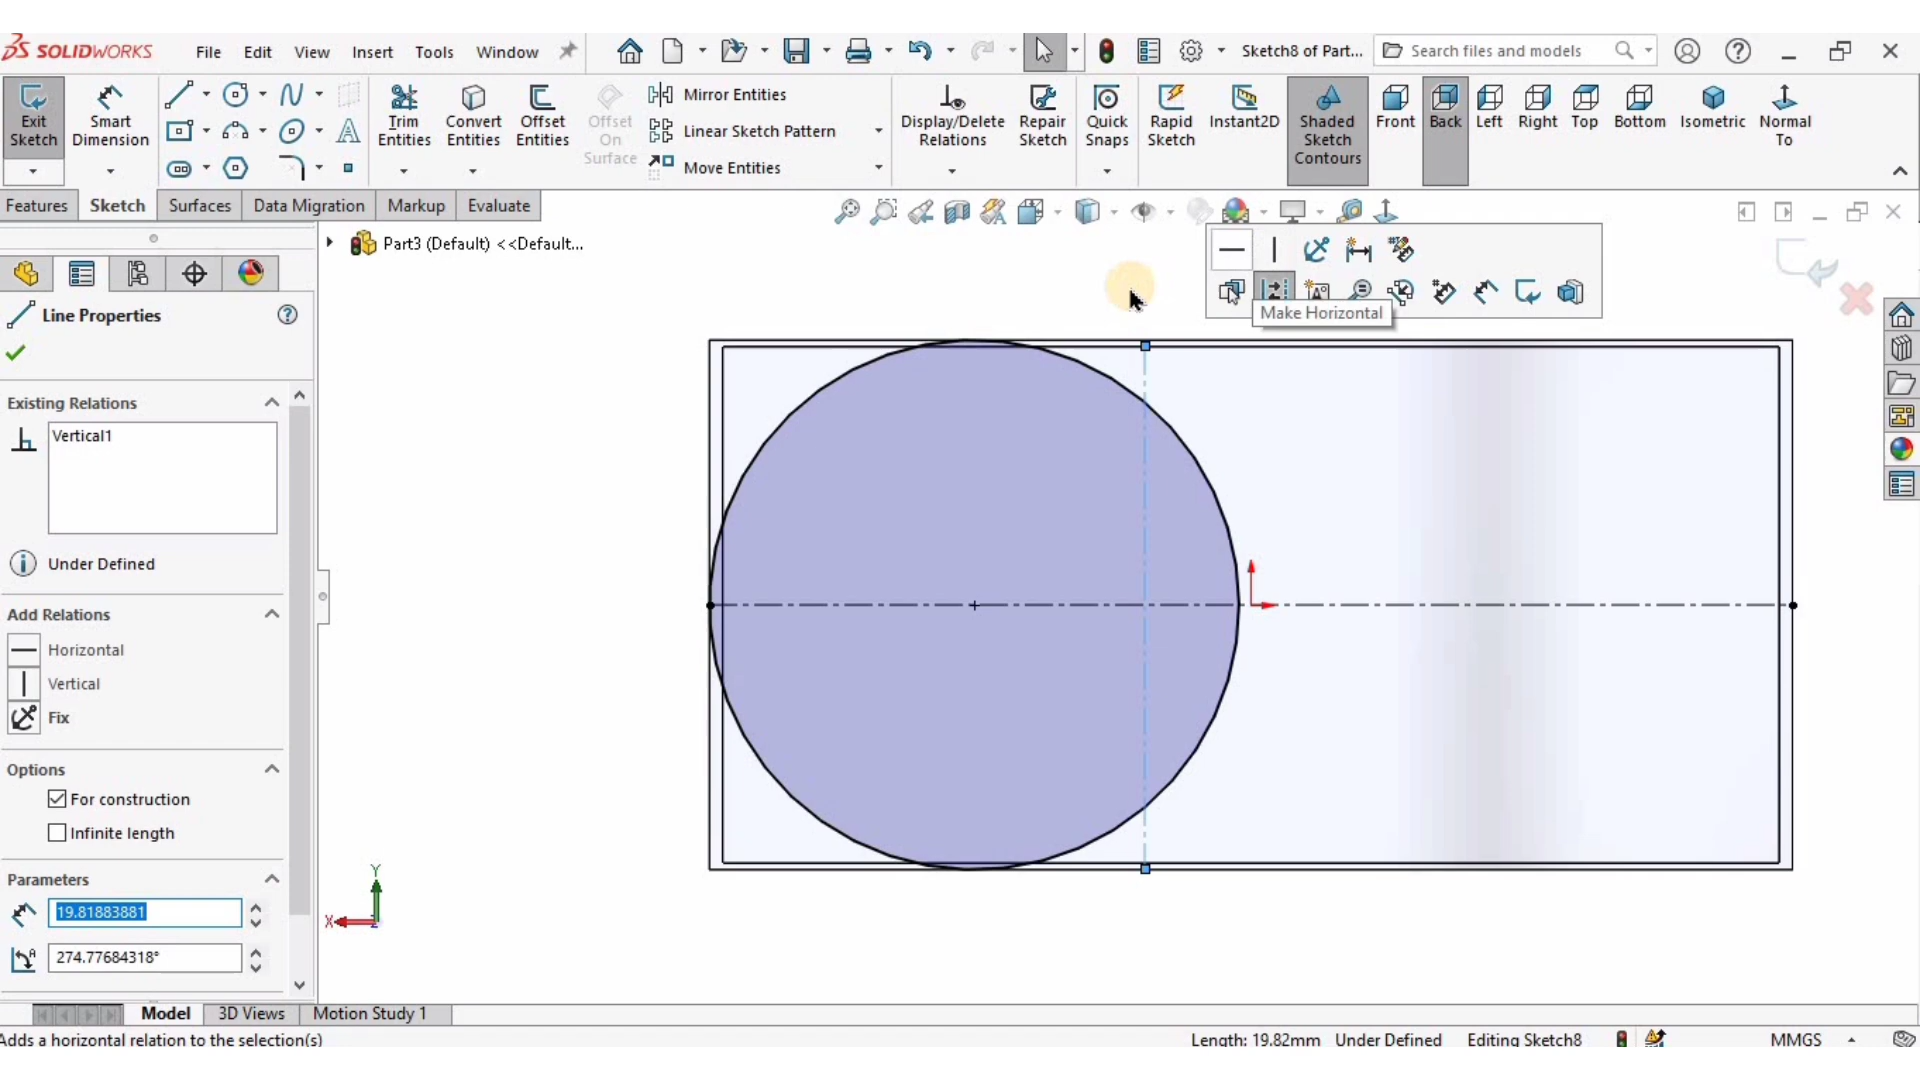 SOLIDWORKS File Edit View Insert Tools Window Sketch8 of Part... Search files and models
Exit Sketch
Smart Dimension
Trim Entities
Convert Entities
Offset Entities
Offset On Surface
Mirror Entities
Linear Sketch Pattern
Move Entities
Display/Delete Relations
Repair Sketch
Quick Snaps
Rapid Sketch
Instant2D
Shaded Sketch Contours
Front
Back
Left
Right
Top
Bottom
Isometric
Normal To
Features Sketch Surfaces Data Migration Markup Evaluate
Part3 (Default) <<Default...
Make Horizontal
Line Properties
Existing Relations
Vertical1
Under Defined
Add Relations
Horizontal
Vertical
Fix
Options
For construction
Infinite length
Parameters
19.81883881
274.77684318°
Y
X
Z
Model 3D Views Motion Study 1
Adds a horizontal relation to the selection(s) Length: 19.82mm Under Defined Editing Sketch8 MMGS